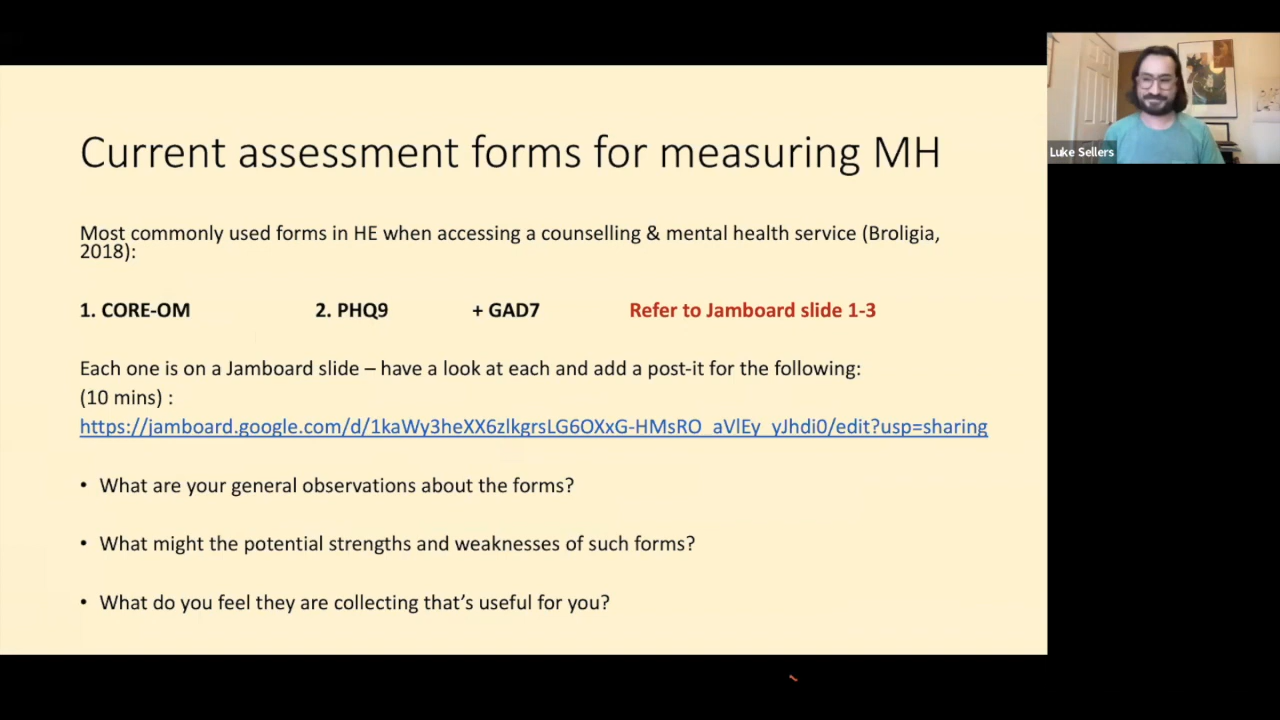 Current assessment forms for measuring MH
Most commonly used forms in HE when accessing a counselling & mental health service (Broligia,
2018):
1. CORE-OM 2. PHQ9 + GAD7 Refer to Jamboard slide 1-3
Each one is on a Jamboard slide – have a look at each and add a post-it for the following:
(10 mins) :
https://jamboard.google.com/d/1kaWy3heXX6zlkgrsLG6OXxG-HMsRO_aVlEy_yJhdi0/edit?usp=sharing
• What are your general observations about the forms?
• What might the potential strengths and weaknesses of such forms?
• What do you feel they are collecting that’s useful for you?
Luke Sellers